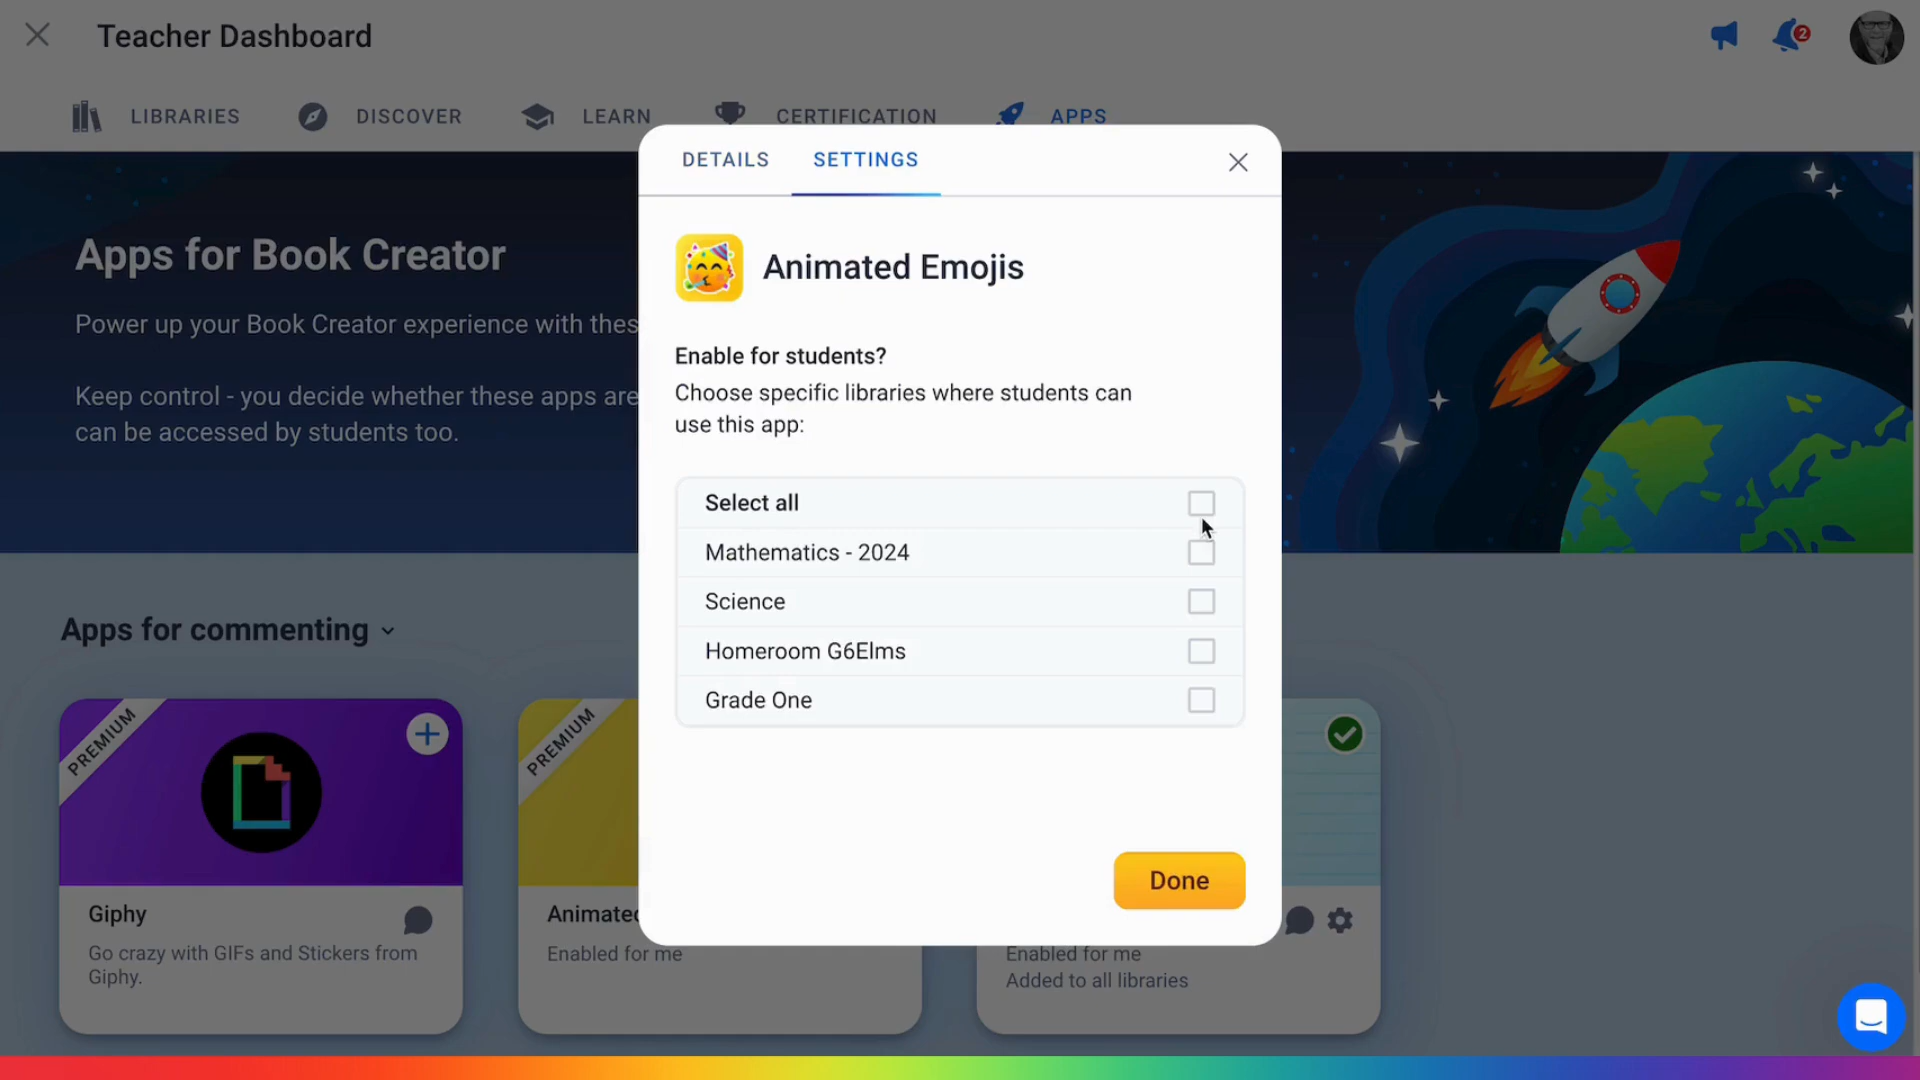 Teacher Dashboard
2
LIBRARIES
DISCOVER
LEARN
CERTIFICATION
APPS
DETAILS
SETTINGS
Apps for Book Creator
Power up your Book Creator experience with thes
Keep control - you decide whether these apps are
can be accessed by students too.
Animated Emojis
Enable for students?
Choose specific libraries where students can
use this app:
Select all
Mathematics - 2024
Science
Homeroom G6Elms
Grade One
Done
Apps for commenting
PREMIUM
Giphy
Go crazy with GIFs and Stickers from
Giphy.
PREMIUM
Animated
Enabled for me
Enabled for me
Added to all libraries